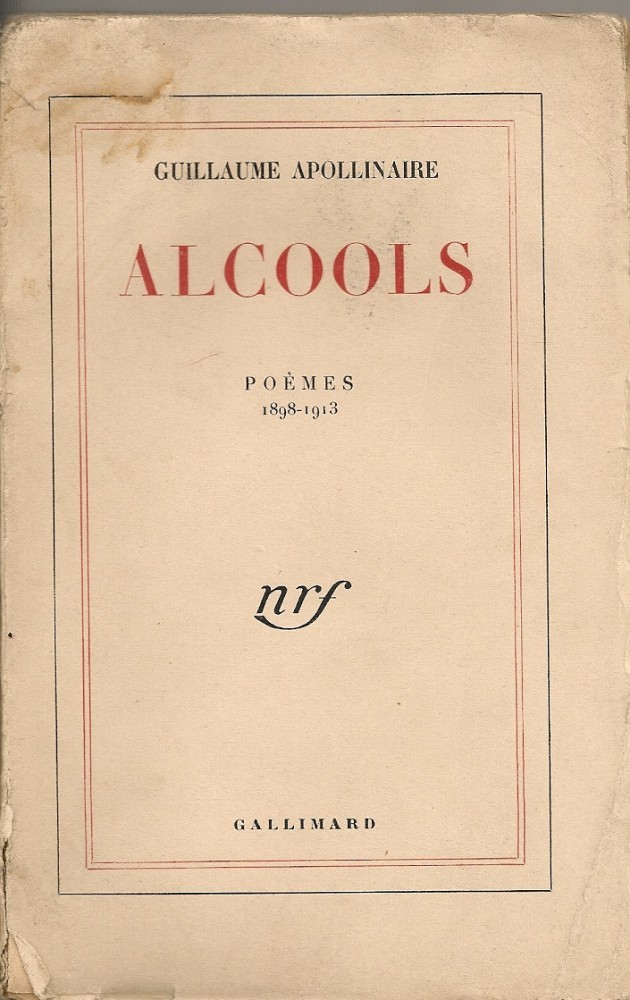 GUILLAUME APOLLINAIRE
ALCOOLS
POÈMES
1898-1913
nrf
GALLIMARD